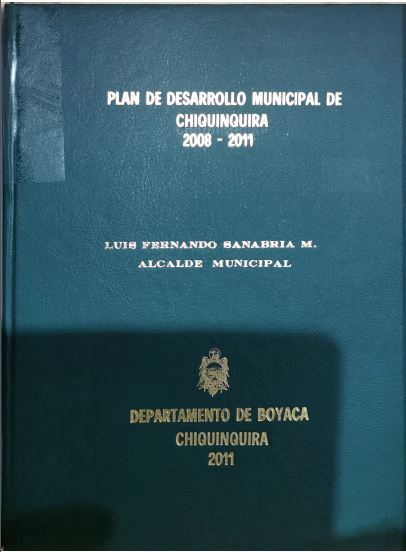 PLAN DE DESARROLLO MUNICIPAL DE
CHIQUINQUIRA
2008 - 2011
LUIS FERNANDO SANABRIA M.
ALCALDE MUNICIPAL
DEPARTAMENTO DE BOYACA
CHIQUINQUIRA
2011